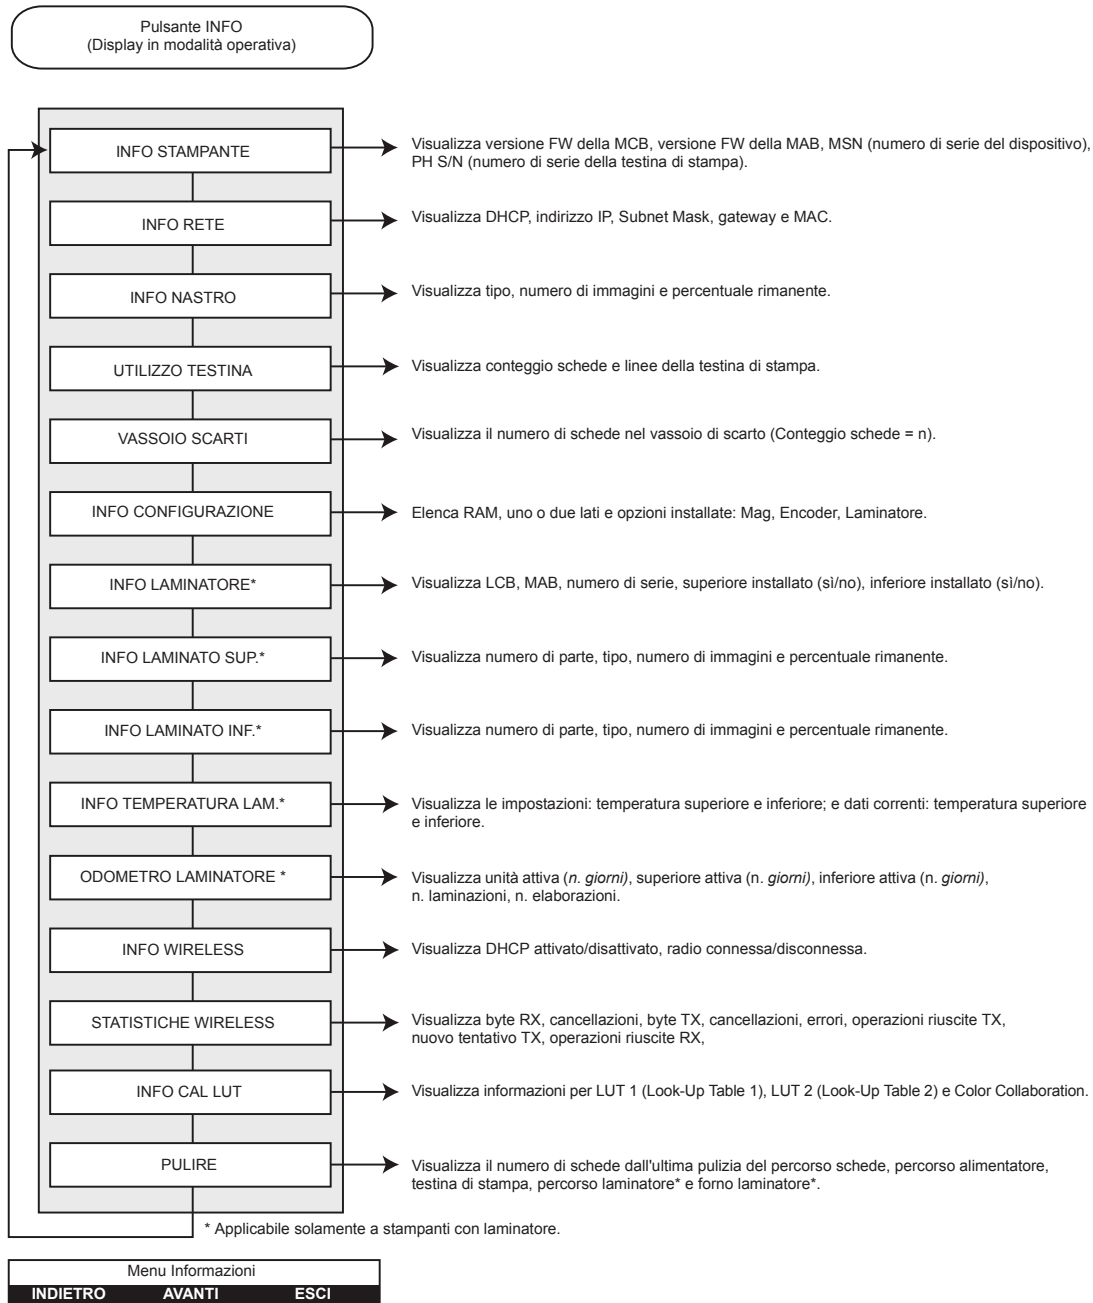 Pulsante INFO
(Display in modalità operativa)
INFO STAMPANTE
Visualizza versione FW della MCB, versione FW della MAB, MSN (numero di serie del dispositivo),
PH S/N (numero di serie della testina di stampa).
INFO RETE
Visualizza DHCP, indirizzo IP, Subnet Mask, gateway e MAC.
INFO NASTRO
Visualizza tipo, numero di immagini e percentuale rimanente.
UTILIZZO TESTINA
Visualizza conteggio schede e linee della testina di stampa.
VASSOIO SCARTI
Visualizza il numero di schede nel vassoio di scarto (Conteggio schede = n).
INFO CONFIGURAZIONE
Elenca RAM, uno o due lati e opzioni installate: Mag, Encoder, Laminatore.
INFO LAMINATORE*
Visualizza LCB, MAB, numero di serie, superiore installato (sì/no), inferiore installato (sì/no).
INFO LAMINATO SUP.*
Visualizza numero di parte, tipo, numero di immagini e percentuale rimanente.
INFO LAMINATO INF.*
Visualizza numero di parte, tipo, numero di immagini e percentuale rimanente.
INFO TEMPERATURA LAM.*
Visualizza le impostazioni: temperatura superiore e inferiore; e dati correnti: temperatura superiore
e inferiore.
ODOMETRO LAMINATORE *
Visualizza unità attiva (n. giorni), superiore attiva (n. giorni), inferiore attiva (n. giorni),
n. laminazioni, n. elaborazioni.
INFO WIRELESS
Visualizza DHCP attivato/disattivato, radio connessa/disconnessa.
STATISTICHE WIRELESS
Visualizza byte RX, cancellazioni, byte TX, cancellazioni, errori, operazioni riuscite TX,
nuovo tentativo TX, operazioni riuscite RX,
INFO CAL LUT
Visualizza informazioni per LUT 1 (Look-Up Table 1), LUT 2 (Look-Up Table 2) e Color Collaboration.
PULIRE
Visualizza il numero di schede dall'ultima pulizia del percorso schede, percorso alimentatore,
testina di stampa, percorso laminatore* e forno laminatore*.
* Applicabile solamente a stampanti con laminatore.
Menu Informazioni
INDIETRO AVANTI ESCI